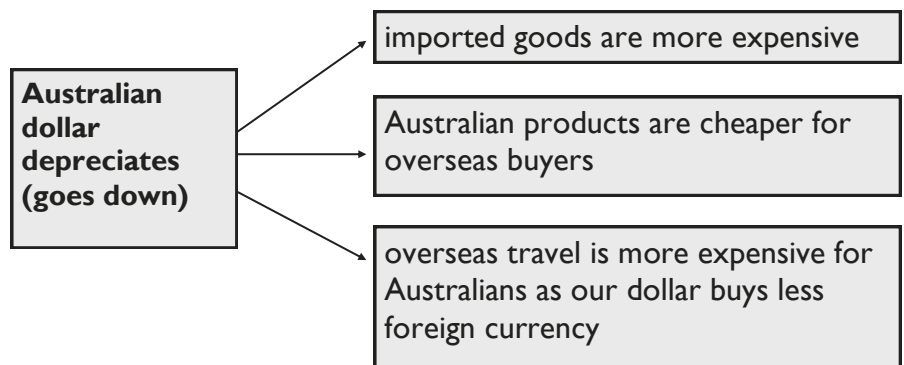 imported goods are more expensive
Australian
dollar
depreciates
(goes down)
Australian products are cheaper for
overseas buyers
overseas travel is more expensive for
Australians as our dollar buys less
foreign currency